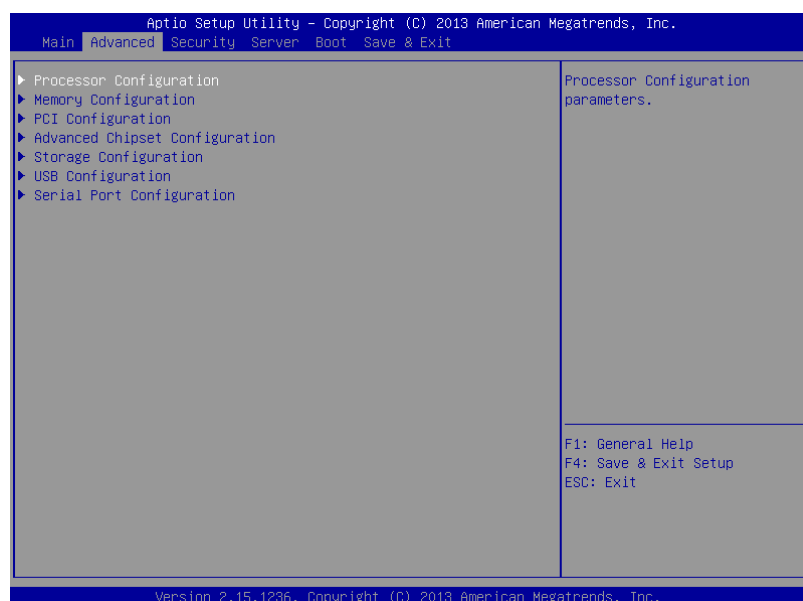 Aptio Setup Utility – Copyright (C) 2013 American Megatrends, Inc.
Main Advanced Security Server Boot Save & Exit
Processor Configuration
Memory Configuration
PCI Configuration
Advanced Chipset Configuration
Storage Configuration
USB Configuration
Serial Port Configuration
Processor Configuration
parameters.
F1: General Help
F4: Save & Exit Setup
ESC: Exit
Version 2.15.1236. Copyright (C) 2013 American Megatrends, Inc.